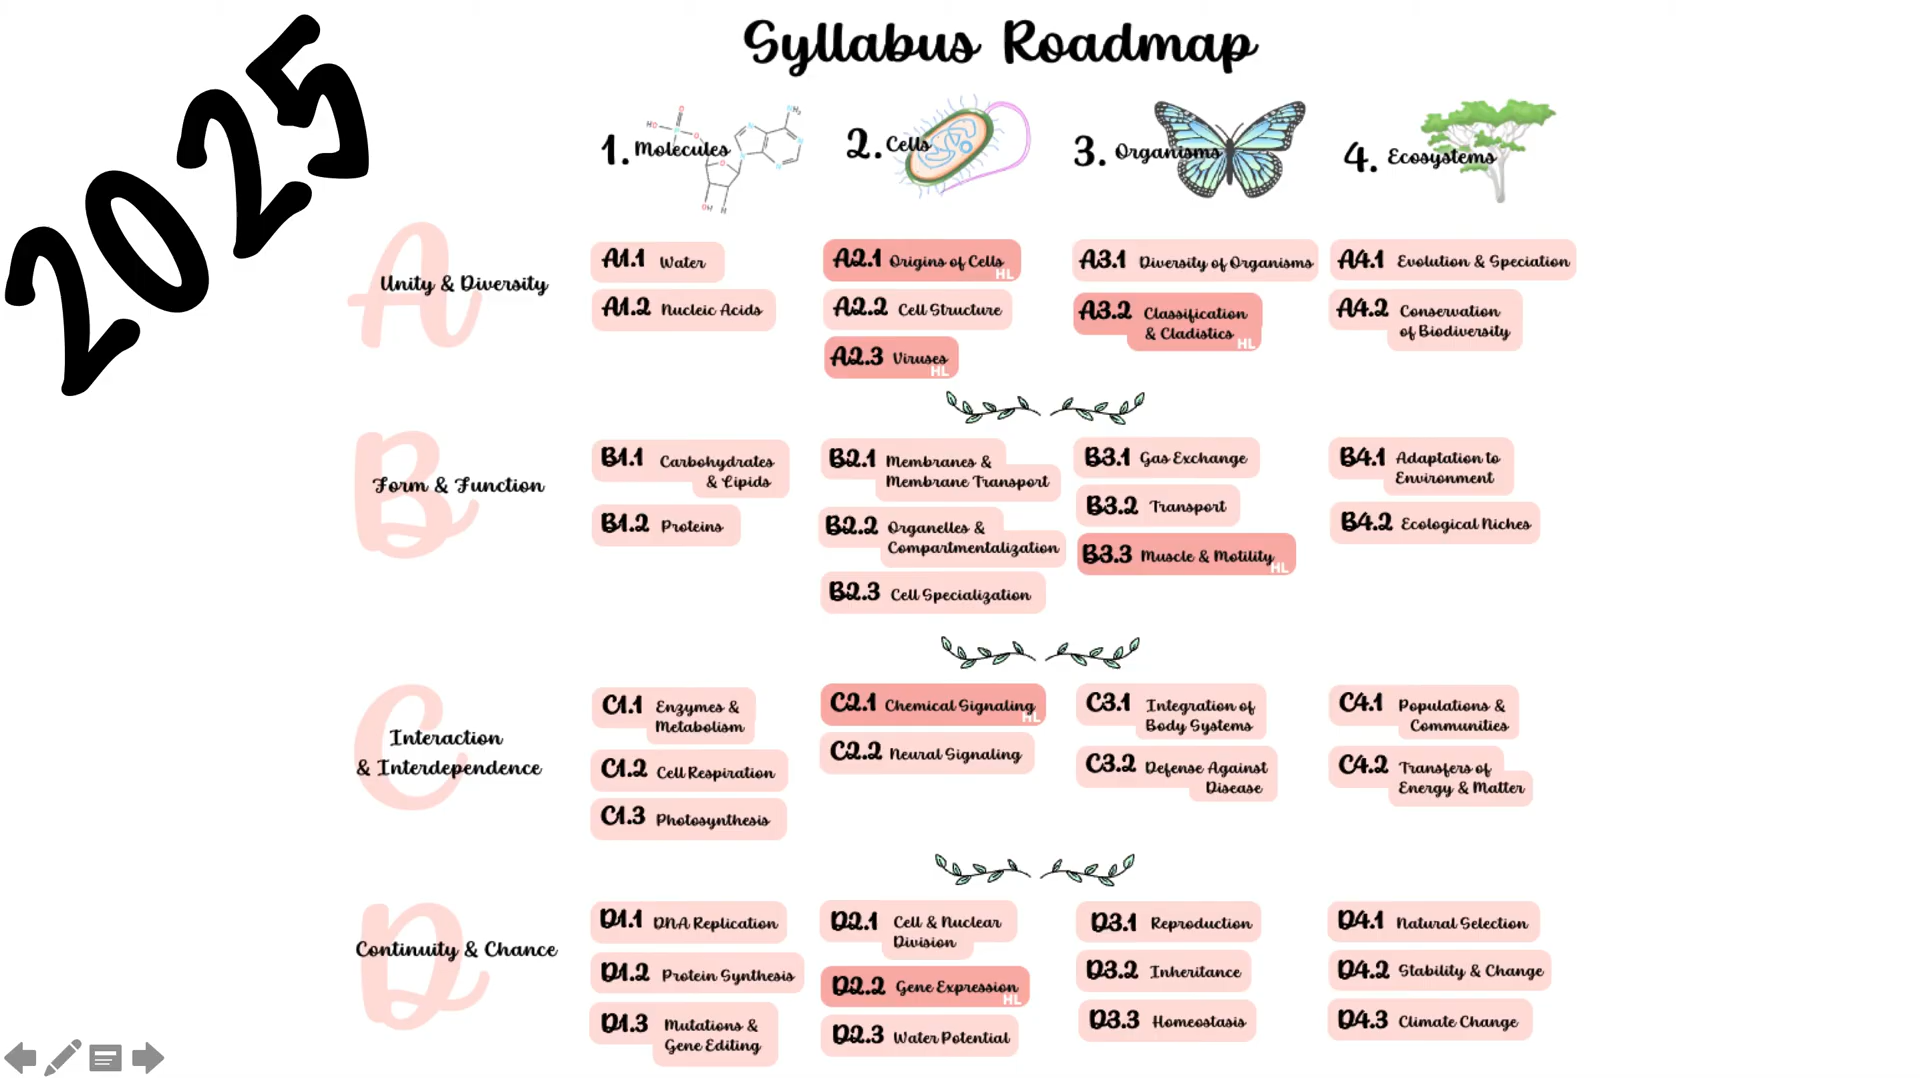 2025
Syllabus Roadmap
1. Molecules
2. Cells
3. Organisms
4. Ecosystems
HO
O
O
O
N
N
N
N
NH₂
OH
H
Unity & Diversity
A1.1 Water
A1.2 Nucleic Acids
A2.1 Origins of Cells
HL
A2.2 Cell Structure
A2.3 Viruses
HL
A3.1 Diversity of Organisms
A3.2 Classification
& Cladistics
HL
A4.1 Evolution & Speciation
A4.2 Conservation
of Biodiversity
Form & Function
B1.1 Carbohydrates
& Lipids
B1.2 Proteins
B2.1 Membranes &
Membrane Transport
B2.2 Organelles &
Compartmentalization
B2.3 Cell Specialization
B3.1 Gas Exchange
B3.2 Transport
B3.3 Muscle & Motility
HL
B4.1 Adaptation to
Environment
B4.2 Ecological Niches
Interaction
& Interdependence
C
C1.1 Enzymes &
Metabolism
C1.2 Cell Respiration
C1.3 Photosynthesis
C2.1 Chemical Signaling
HL
C2.2 Neural Signaling
C3.1 Integration of
Body Systems
C3.2 Defense Against
Disease
C4.1 Populations &
Communities
C4.2 Transfers of
Energy & Matter
Continuity & Chance
D
D1.1 DNA Replication
D1.2 Protein Synthesis
D1.3 Mutations &
Gene Editing
D2.1 Cell & Nuclear
Division
D2.2 Gene Expression
HL
D2.3 Water Potential
D3.1 Reproduction
D3.2 Inheritance
D3.3 Homeostasis
D4.1 Natural Selection
D4.2 Stability & Change
D4.3 Climate Change
A
B